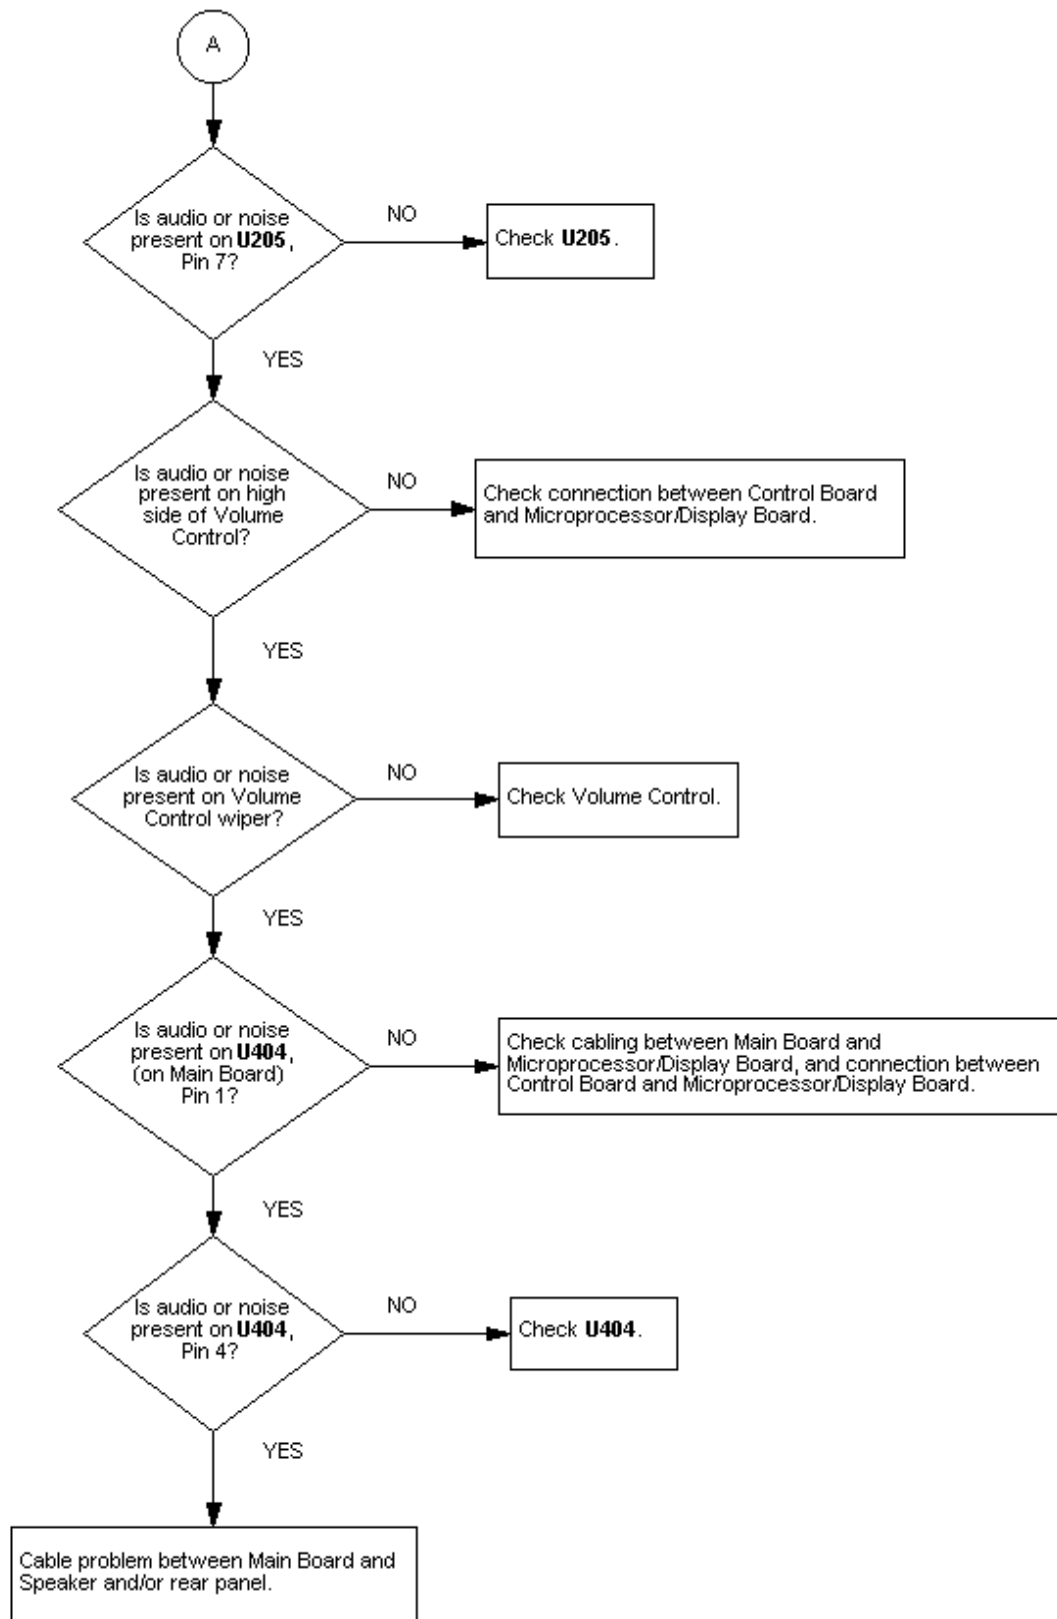 A
Is audio or noise
present on U205,
Pin 7?
NO
Check U205.
YES
Is audio or noise
present on high
side of Volume
Control?
NO
Check connection between Control Board
and Microprocessor/Display Board.
YES
Is audio or noise
present on Volume
Control wiper?
NO
Check Volume Control.
YES
Is audio or noise
present on U404,
(on Main Board)
Pin 1?
NO
Check cabling between Main Board and
Microprocessor/Display Board, and connection between
Control Board and Microprocessor/Display Board.
YES
Is audio or noise
present on U404,
Pin 4?
NO
Check U404.
YES
Cable problem between Main Board and
Speaker and/or rear panel.